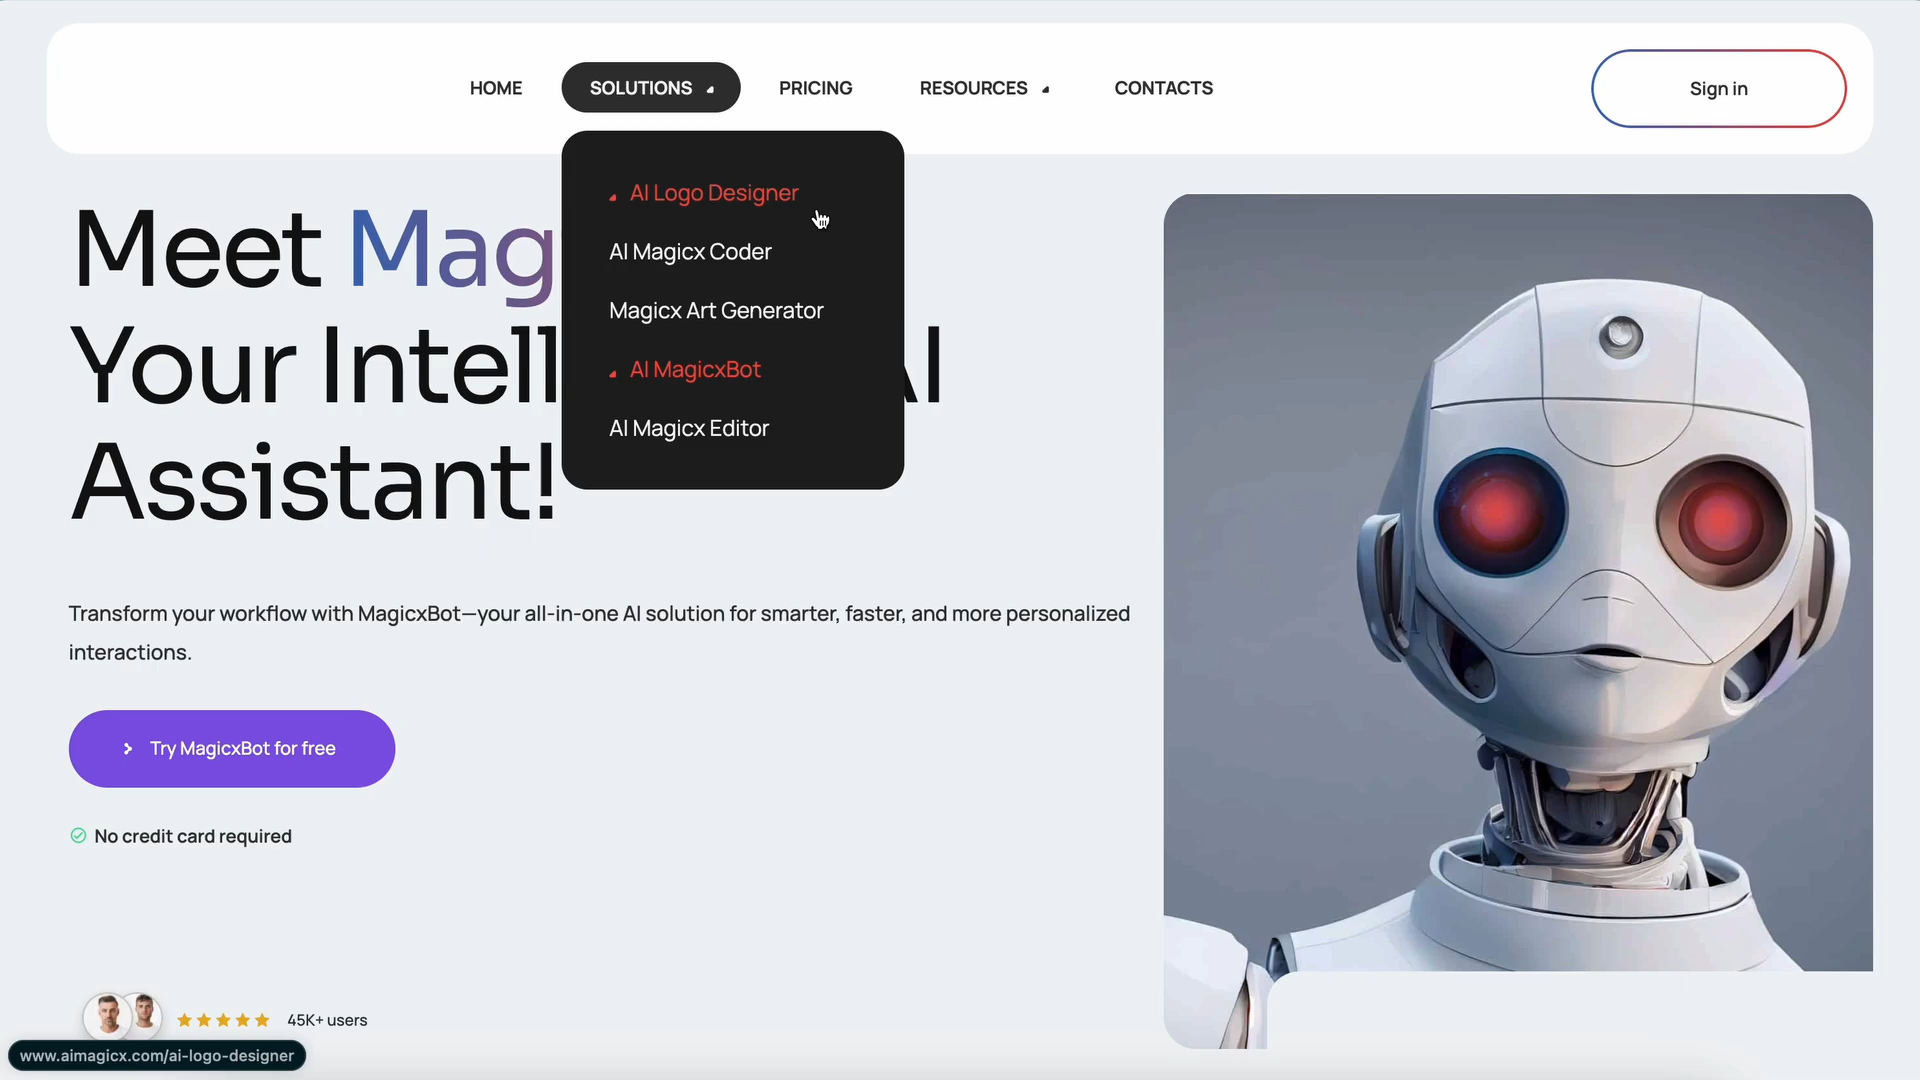 HOME SOLUTIONS PRICING RESOURCES CONTACTS Sign in
AI Logo Designer
AI Magicx Coder
Magicx Art Generator
AI MagicxBot
AI Magicx Editor
Meet Mag
Your Intell AI
Assistant!
Transform your workflow with MagicxBot—your all-in-one AI solution for smarter, faster, and more personalized
interactions.
Try MagicxBot for free
No credit card required
45K+ users
www.aimagicx.com/ai-logo-designer